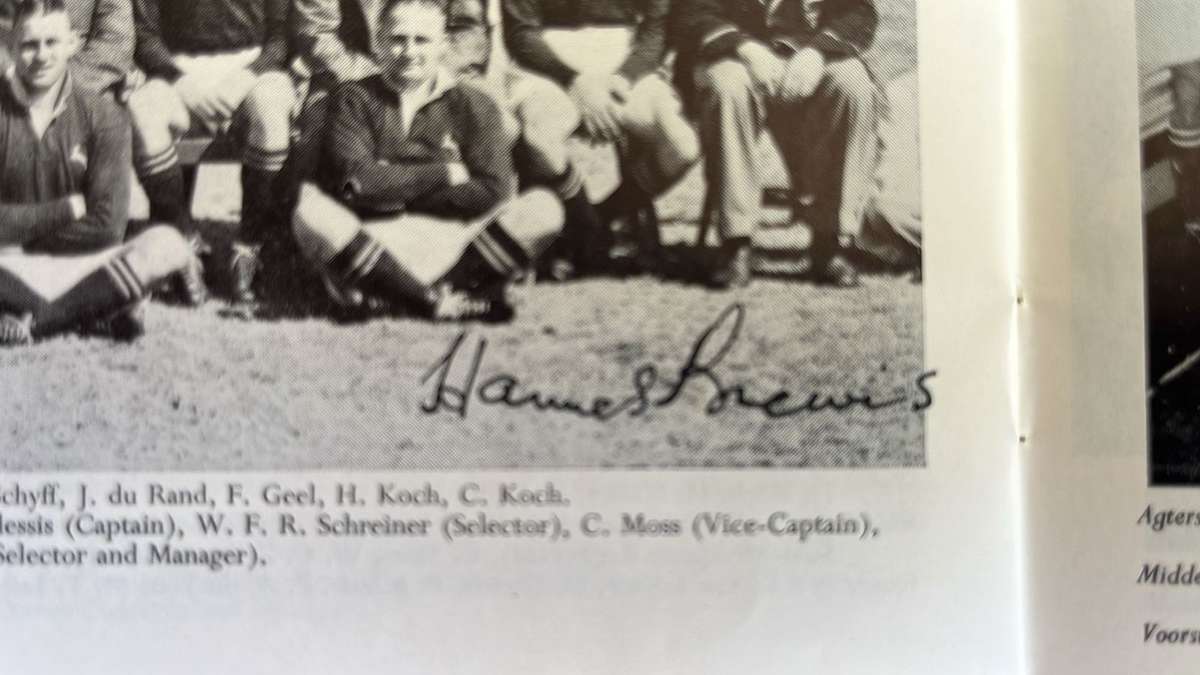 Hannes Brewis
chyff, J. du Rand, F. Geel, H. Koch, C. Koch.
lessis (Captain), W. F. R. Schreiner (Selector), C. Moss (Vice-Captain),
Selector and Manager).
Agters
Midde
Voors